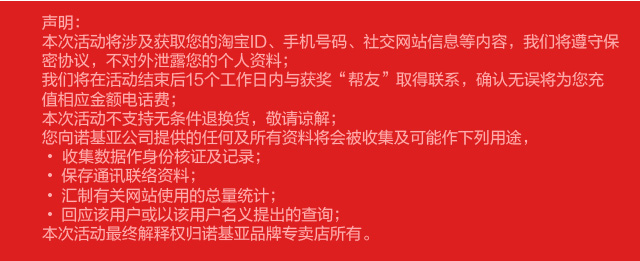 声明：
本次活动将涉及获取您的淘宝ID、手机号码、社交网站信息等内容，我们将遵守保
密协议，不对外泄露您的个人资料；
我们将在活动结束后15个工作日内与获奖“帮友”取得联系，确认无误将为您充
值相应金额电话费；
本次活动不支持无条件退换货，敬请谅解；
您向诺基亚公司提供的任何及所有资料将会被收集及可能作下列用途，
• 收集数据作身份核证及记录；
• 保存通讯联络资料；
• 汇制有关网站使用的总量统计；
• 回应该用户或以该用户名义提出的查询；
本次活动最终解释权归诺基亚品牌专卖店所有。